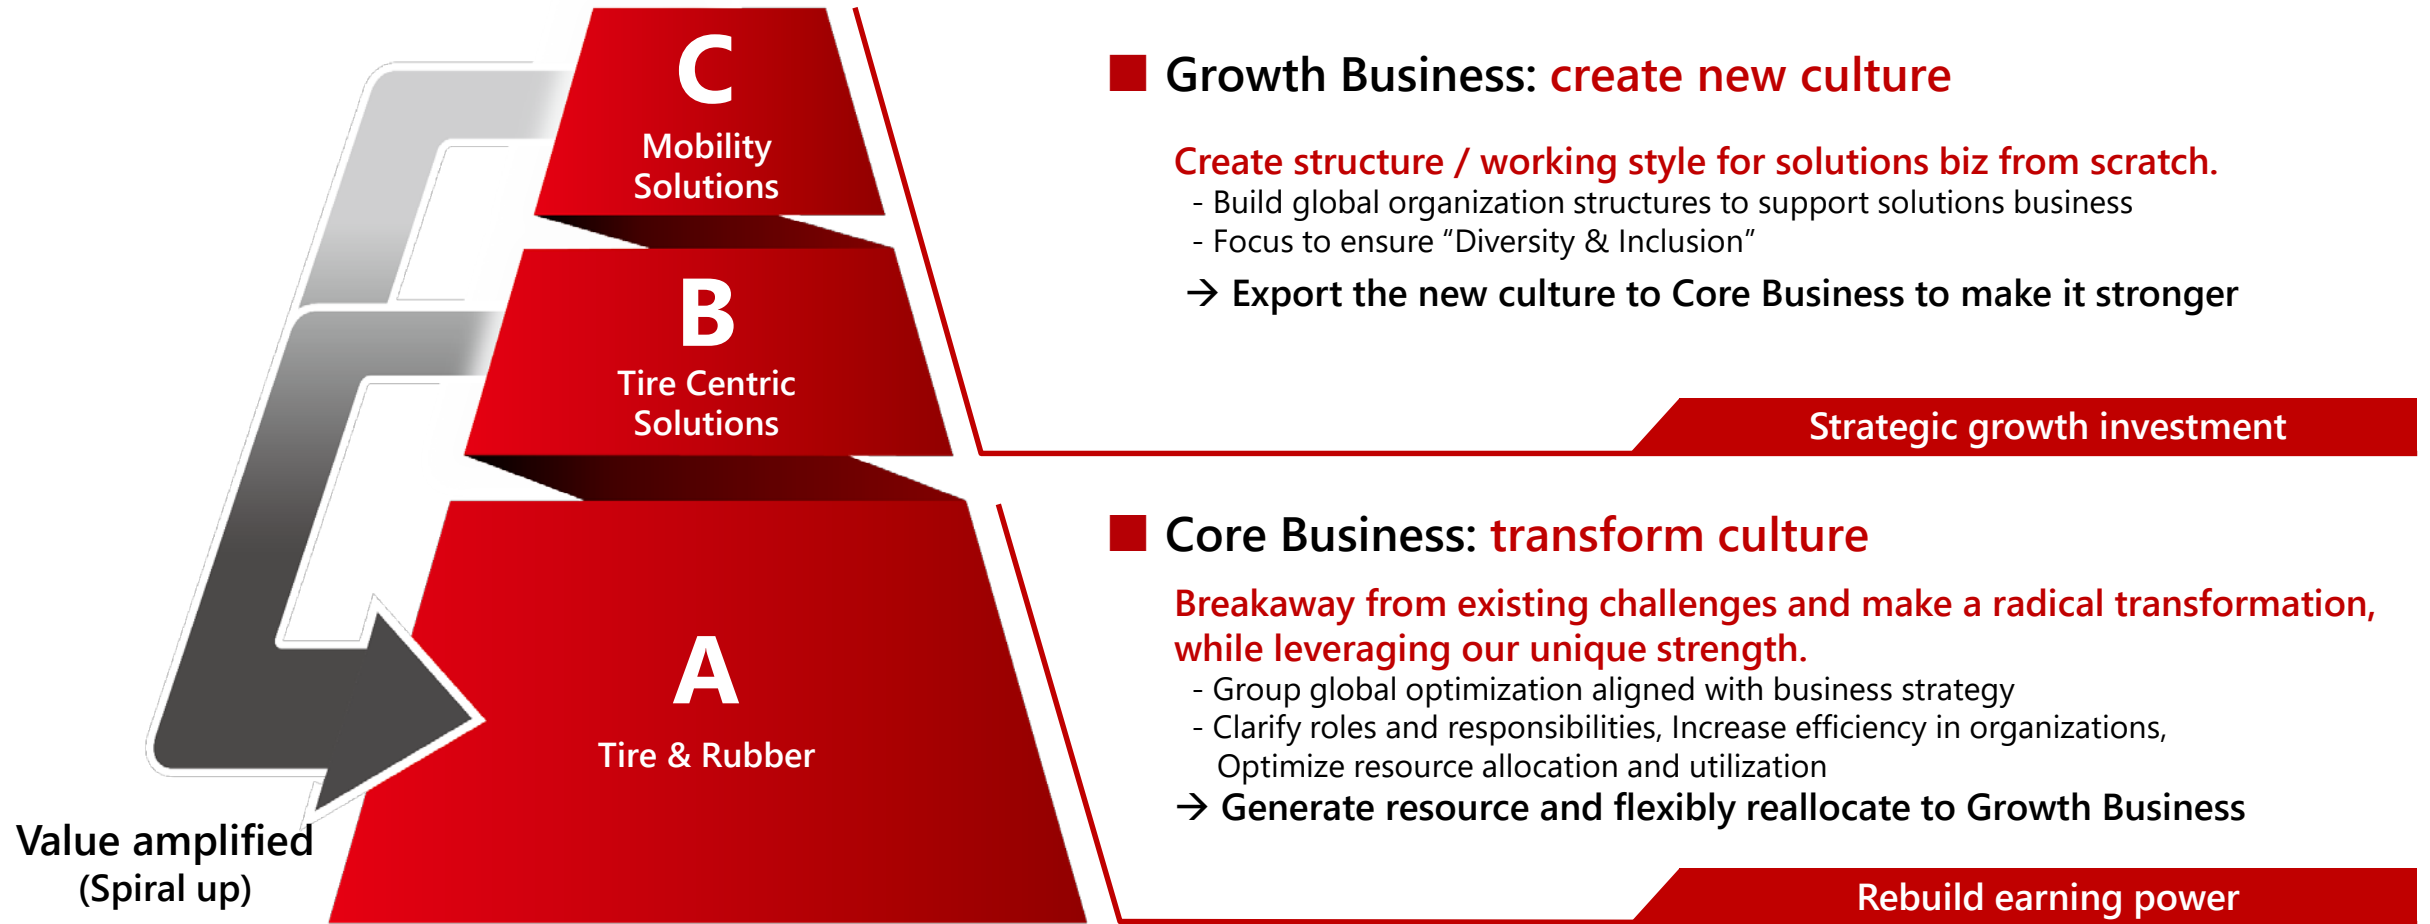 C
Mobility
Solutions
B
Tire Centric
Solutions
A
Tire & Rubber
Value amplified
(Spiral up)
■ Growth Business: create new culture
Create structure / working style for solutions biz from scratch.
- Build global organization structures to support solutions business
- Focus to ensure “Diversity & Inclusion”
→ Export the new culture to Core Business to make it stronger
Strategic growth investment
■ Core Business: transform culture
Breakaway from existing challenges and make a radical transformation,
while leveraging our unique strength.
- Group global optimization aligned with business strategy
- Clarify roles and responsibilities, Increase efficiency in organizations,
Optimize resource allocation and utilization
→ Generate resource and flexibly reallocate to Growth Business
Rebuild earning power